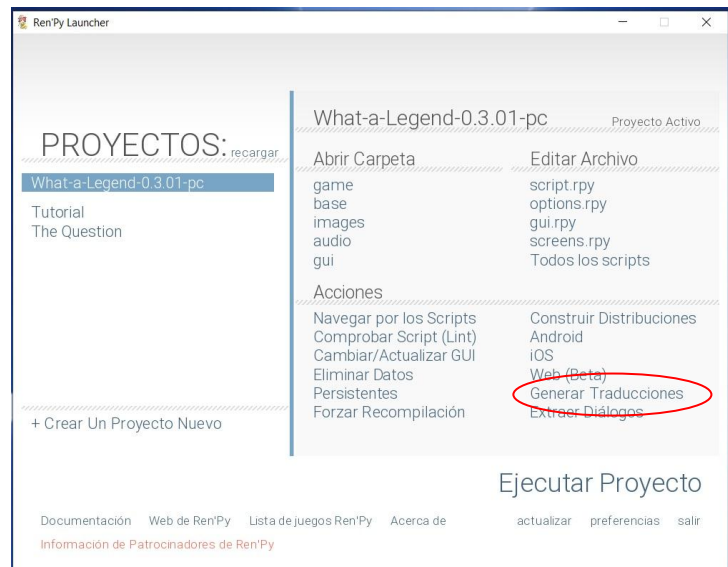 Ren'Py Launcher
PROYECTOS: recargar
What-a-Legend-0.3.01-pc
Tutorial
The Question
+ Crear Un Proyecto Nuevo
What-a-Legend-0.3.01-pc Proyecto Activo
Abrir Carpeta
game
base
images
audio
gui
Editar Archivo
script.rpy
options.rpy
gui.rpy
screens.rpy
Todos los scripts
Acciones
Navegar por los Scripts
Comprobar Script (Lint)
Cambiar/Actualizar GUI
Eliminar Datos
Persistentes
Forzar Recompilación
Construir Distribuciones
Android
iOS
Web (Beta)
Generar Traducciones
Extraer Diálogos
Ejecutar Proyecto
Documentación Web de Ren'Py Lista de juegos Ren'Py Acerca de actualizar preferencias salir
Información de Patrocinadores de Ren'Py